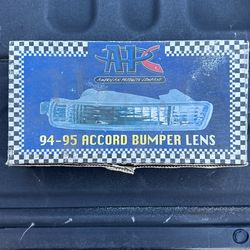 APC
AMERICAN PRODUCTS COMPANY
94-95 ACCORD BUMPER LENS